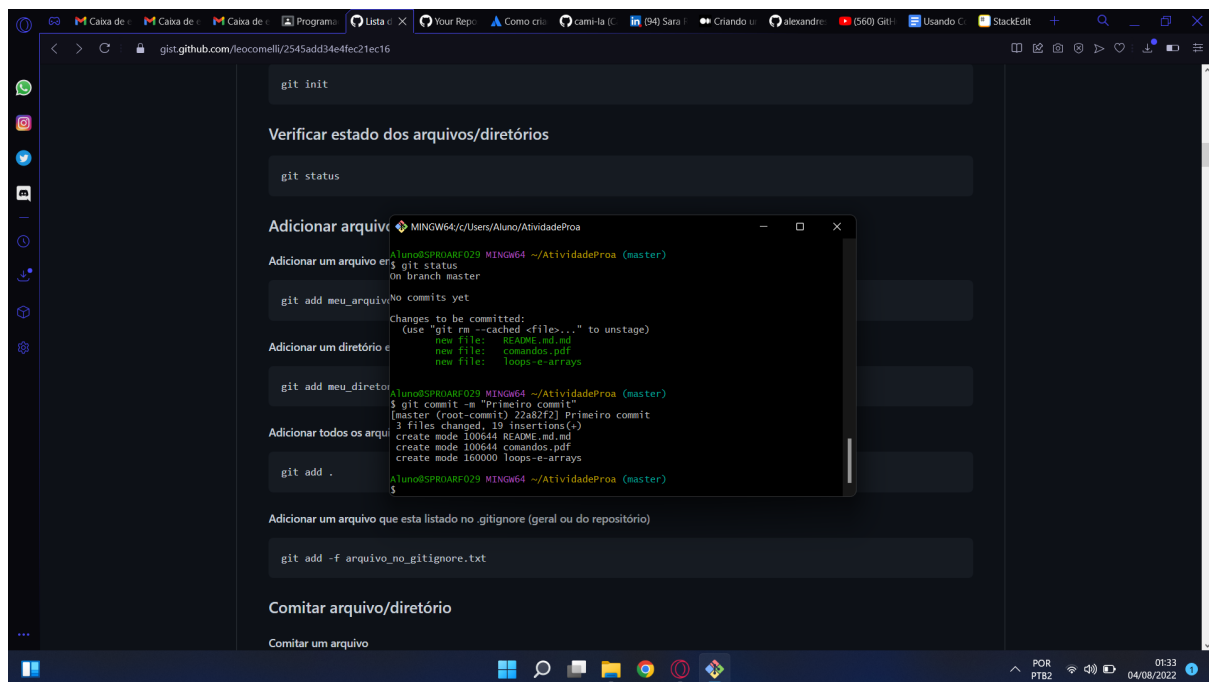 Caixa de e
Caixa de e
Caixa de e
Programa
Lista d
Your Repo
Como cria
cami-la (C
(94) Sara
Criando u
alexandre
(560) GitH
Usando C
StackEdit
gist.github.com/leocomelli/2545add34e4fec21ec16
git init
Verificar estado dos arquivos/diretórios
git status
Adicionar arquivo
Adicionar um arquivo em
git add meu_arquivo
Adicionar um diretório e
git add meu_diretor
Adicionar todos os arqui
git add .
Adicionar um arquivo que esta listado no .gitignore (geral ou do repositório)
git add -f arquivo_no_gitignore.txt
Comitar arquivo/diretório
Comitar um arquivo
MINGW64:/c/Users/Aluno/AtividadeProa
Aluno@SPROARF029 MINGW64 ~/AtividadeProa (master)
$ git status
On branch master
No commits yet
Changes to be committed:
(use "git rm --cached <file>..." to unstage)
new file:   README.md.md
new file:   comandos.pdf
new file:   loops-e-arrays
Aluno@SPROARF029 MINGW64 ~/AtividadeProa (master)
$ git commit -m "Primeiro commit"
[master (root-commit) 22a82f2] Primeiro commit
3 files changed, 19 insertions(+)
create mode 100644 README.md.md
create mode 100644 comandos.pdf
create mode 160000 loops-e-arrays
Aluno@SPROARF029 MINGW64 ~/AtividadeProa (master)
$
POR
PTB2
01:33
04/08/2022
1